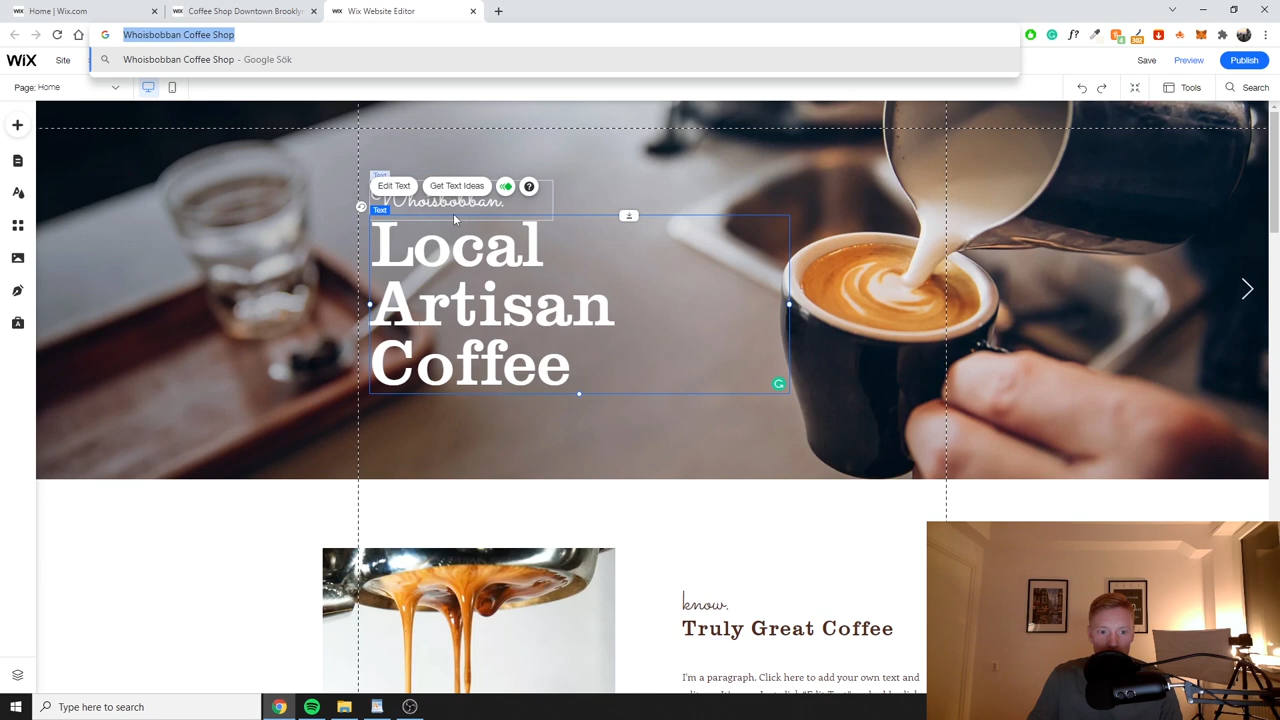 Home | Wix.com
Coffee Shop Downtown Brooklyn
Wix Website Editor
Whoisbobban Coffee Shop
Whoisbobban Coffee Shop - Google Sök
WiX
Site
Save
Preview
Publish
Page: Home
Tools
Search
Text
Edit Text
Get Text Ideas
Whoisbobban.
Text
Local
Artisan
Coffee
know.
Truly Great Coffee
I'm a paragraph. Click here to add your own text and
Type here to search